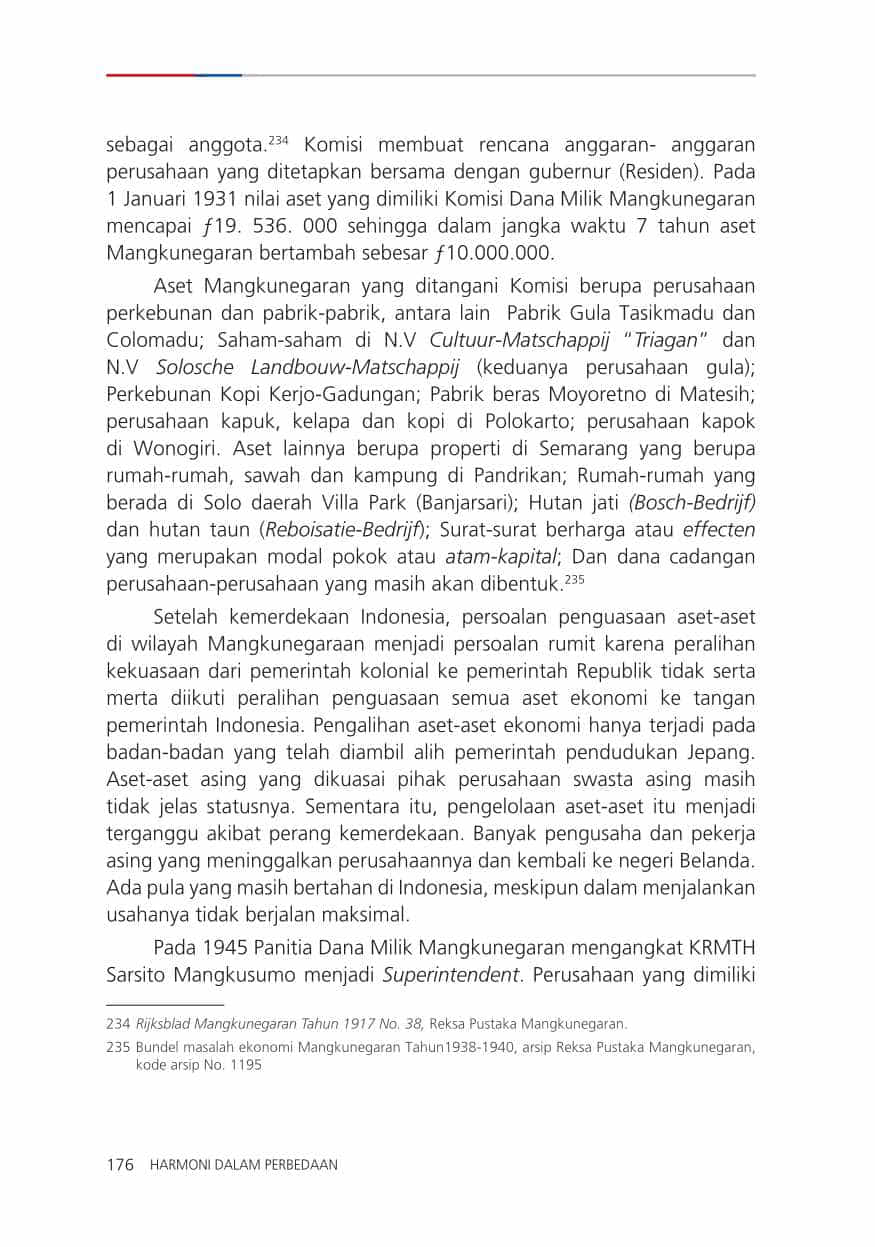 sebagai anggota.234 Komisi membuat rencana anggaran- anggaran
perusahaan yang ditetapkan bersama dengan gubernur (Residen). Pada
1 Januari 1931 nilai aset yang dimiliki Komisi Dana Milik Mangkunegaran
mencapai ƒ19. 536. 000 sehingga dalam jangka waktu 7 tahun aset
Mangkunegaran bertambah sebesar ƒ10.000.000.
Aset Mangkunegaran yang ditangani Komisi berupa perusahaan
perkebunan dan pabrik-pabrik, antara lain Pabrik Gula Tasikmadu dan
Colomadu; Saham-saham di N.V Cultuur-Matschappij “Triagan” dan
N.V Solosche Landbouw-Matschappij (keduanya perusahaan gula);
Perkebunan Kopi Kerjo-Gadungan; Pabrik beras Moyoretno di Matesih;
perusahaan kapuk, kelapa dan kopi di Polokarto; perusahaan kapok
di Wonogiri. Aset lainnya berupa properti di Semarang yang berupa
rumah-rumah, sawah dan kampung di Pandrikan; Rumah-rumah yang
berada di Solo daerah Villa Park (Banjarsari); Hutan jati (Bosch-Bedrijf)
dan hutan taun (Reboisatie-Bedrijf); Surat-surat berharga atau effecten
yang merupakan modal pokok atau atam-kapital; Dan dana cadangan
perusahaan-perusahaan yang masih akan dibentuk.235
Setelah kemerdekaan Indonesia, persoalan penguasaan aset-aset
di wilayah Mangkunegaraan menjadi persoalan rumit karena peralihan
kekuasaan dari pemerintah kolonial ke pemerintah Republik tidak serta
merta diikuti peralihan penguasaan semua aset ekonomi ke tangan
pemerintah Indonesia. Pengalihan aset-aset ekonomi hanya terjadi pada
badan-badan yang telah diambil alih pemerintah pendudukan Jepang.
Aset-aset asing yang dikuasai pihak perusahaan swasta asing masih
tidak jelas statusnya. Sementara itu, pengelolaan aset-aset itu menjadi
terganggu akibat perang kemerdekaan. Banyak pengusaha dan pekerja
asing yang meninggalkan perusahaannya dan kembali ke negeri Belanda.
Ada pula yang masih bertahan di Indonesia, meskipun dalam menjalankan
usahanya tidak berjalan maksimal.
Pada 1945 Panitia Dana Milik Mangkunegaran mengangkat KRMTH
Sarsito Mangkusumo menjadi Superintendent. Perusahaan yang dimiliki
234 Rijksblad Mangkunegaran Tahun 1917 No. 38, Reksa Pustaka Mangkunegaran.
235 Bundel masalah ekonomi Mangkunegaran Tahun1938-1940, arsip Reksa Pustaka Mangkunegaran,
kode arsip No. 1195
176 HARMONI DALAM PERBEDAAN